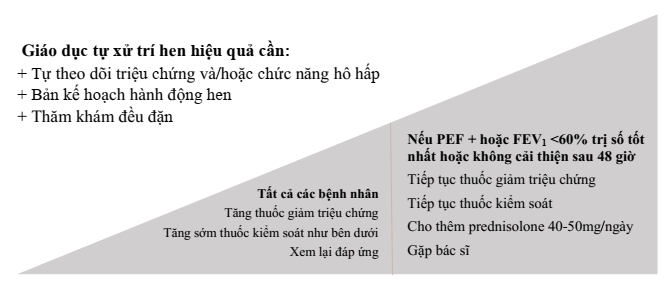 Giáo dục tự xử trí hen hiệu quả cần:
+ Tự theo dõi triệu chứng và/hoặc chức năng hô hấp
+ Bản kế hoạch hành động hen
+ Thăm khám đều đặn
Nếu PEF + hoặc FEV₁ <60% trị số tốt
nhất hoặc không cải thiện sau 48 giờ
Tiếp tục thuốc giảm triệu chứng
Tiếp tục thuốc kiểm soát
Cho thêm prednisolone 40-50mg/ngày
Gặp bác sĩ
Tất cả các bệnh nhân
Tăng thuốc giảm triệu chứng
Tăng sớm thuốc kiểm soát như bên dưới
Xem lại đáp ứng